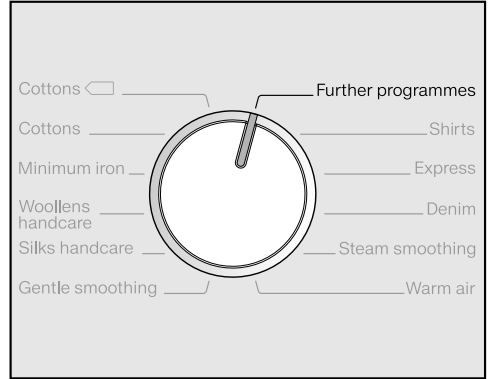 Cottons
Further programmes
Cottons
Shirts
Minimum iron
Express
Woollens
handcare
Denim
Silks handcare
Steam smoothing
Gentle smoothing
Warm air